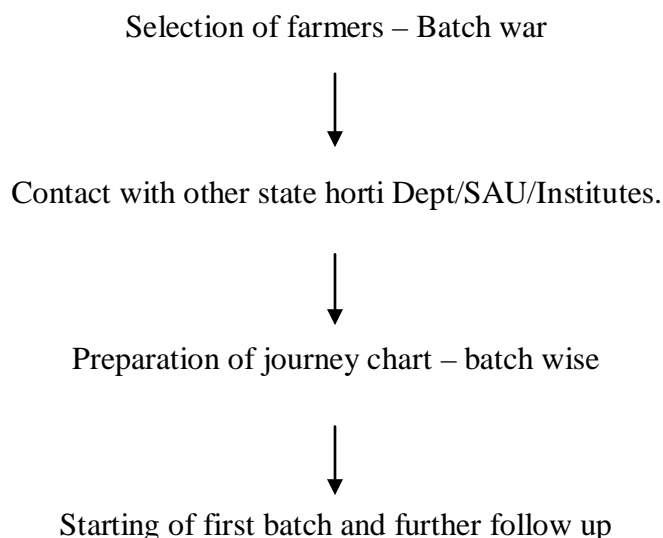 Selection of farmers – Batch war
Contact with other state horti Dept/SAU/Institutes.
Preparation of journey chart – batch wise
Starting of first batch and further follow up